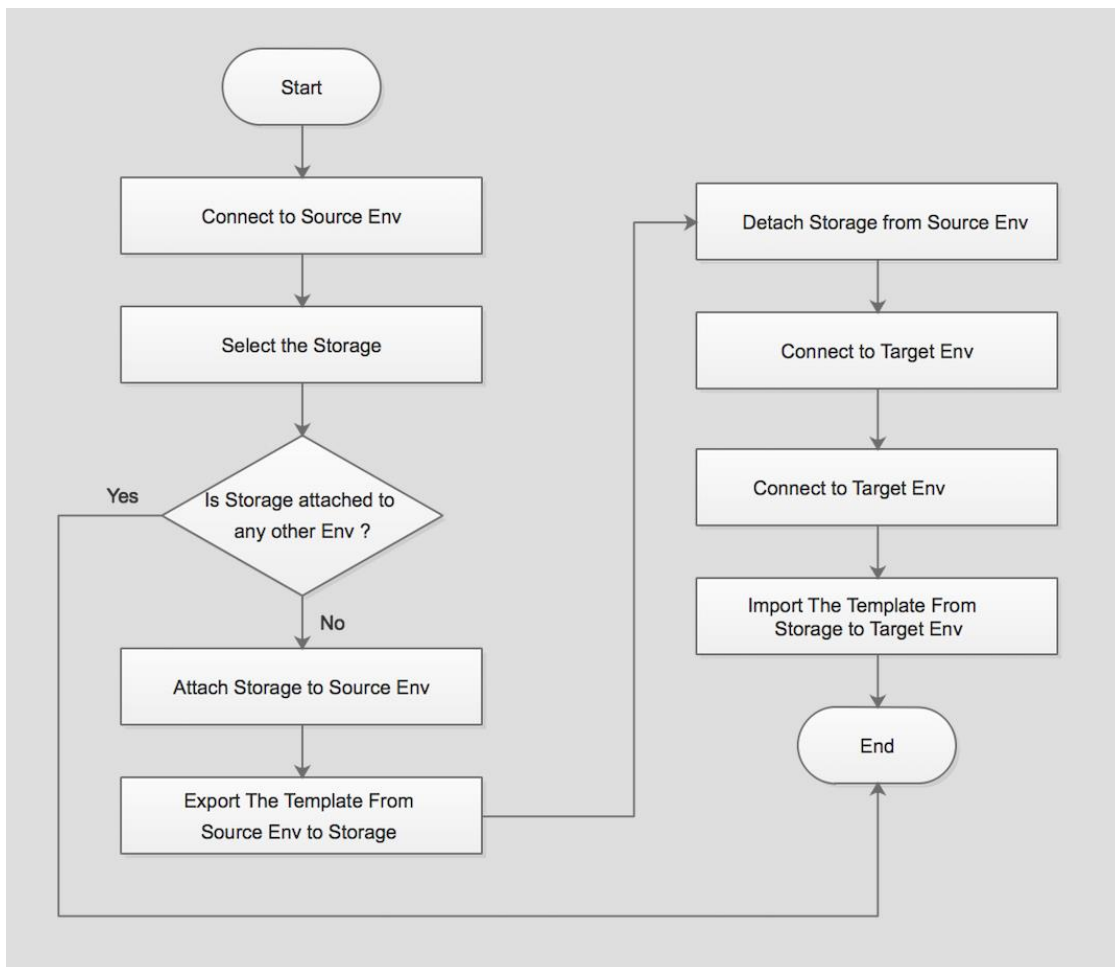 Start
Connect to Source Env
Select the Storage
Is Storage attached to
any other Env ?
Yes
No
Attach Storage to Source Env
Export The Template From
Source Env to Storage
Detach Storage from Source Env
Connect to Target Env
Connect to Target Env
Import The Template From
Storage to Target Env
End